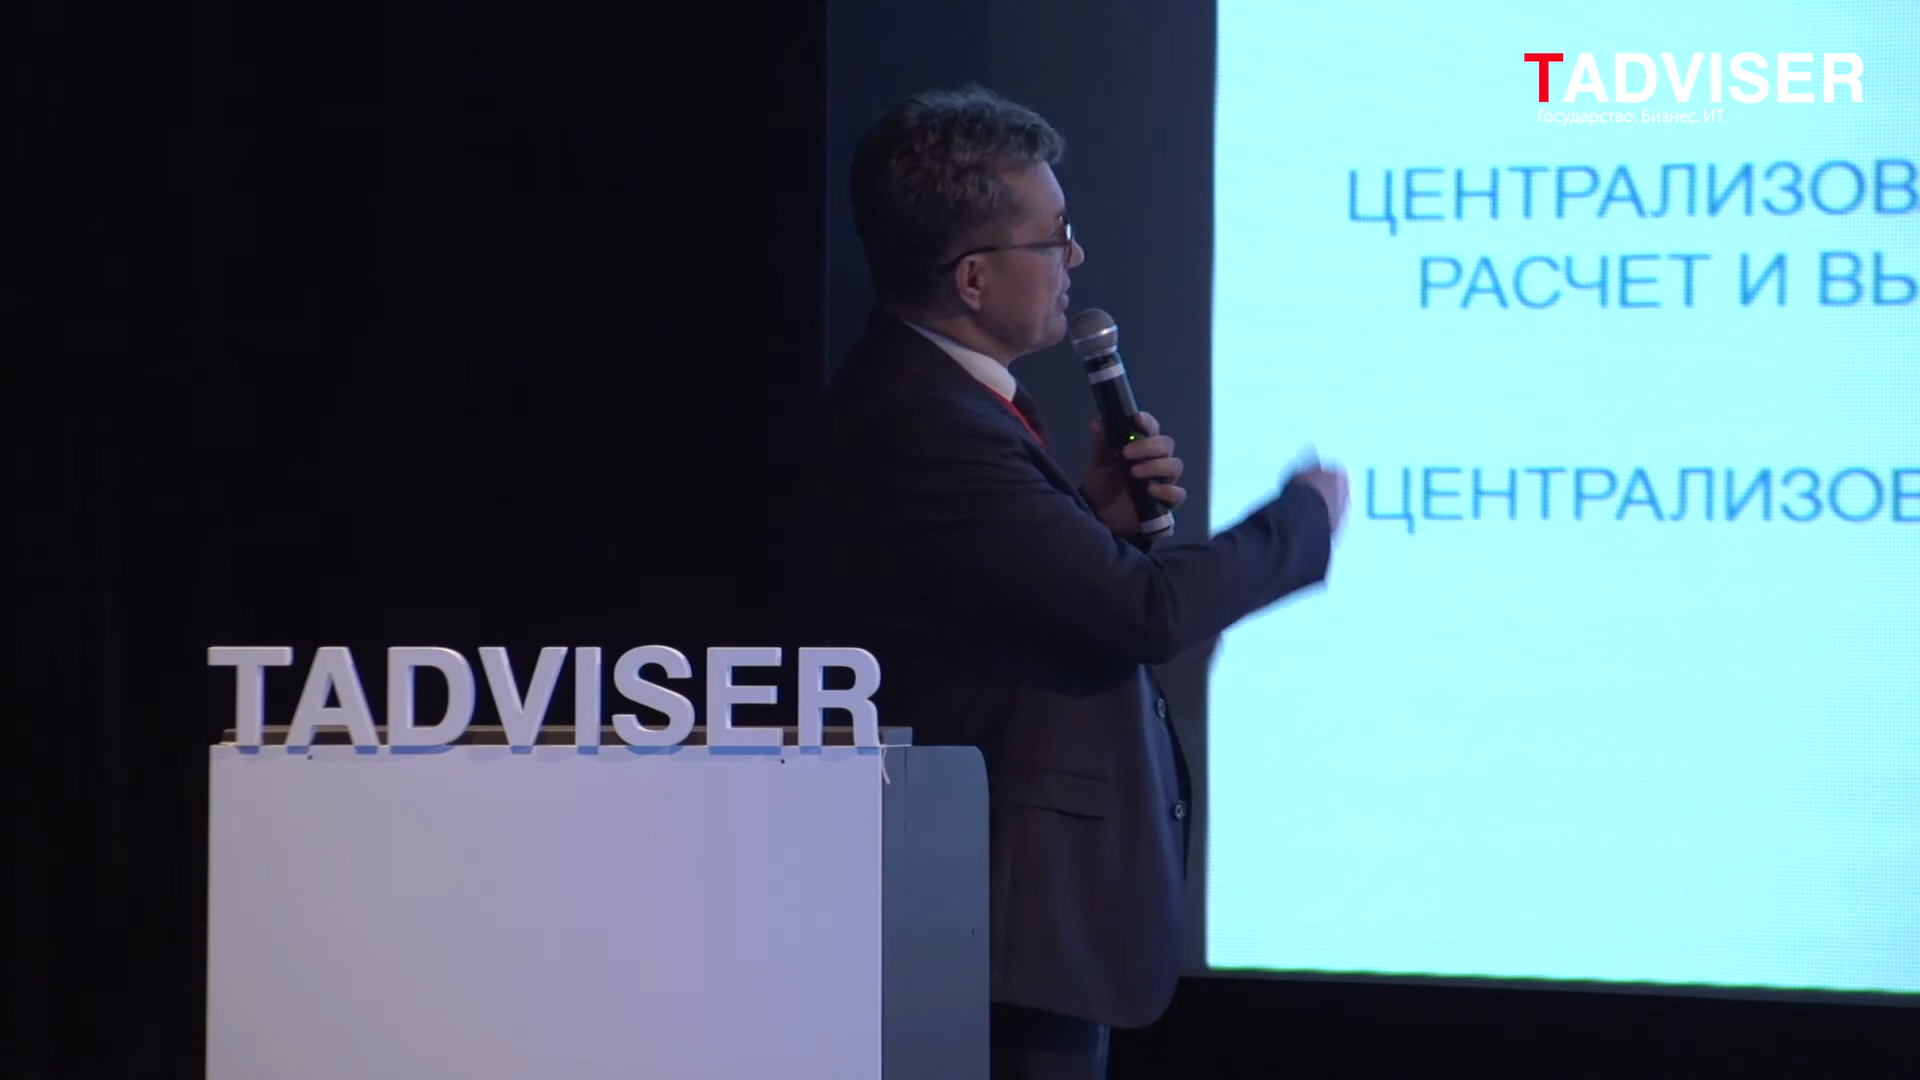 TADVISER
Государство. Бизнес. ИТ
ЦЕНТРАЛИЗОВ
РАСЧЕТ И ВЫ
ЦЕНТРАЛИЗОВ
TADVISER